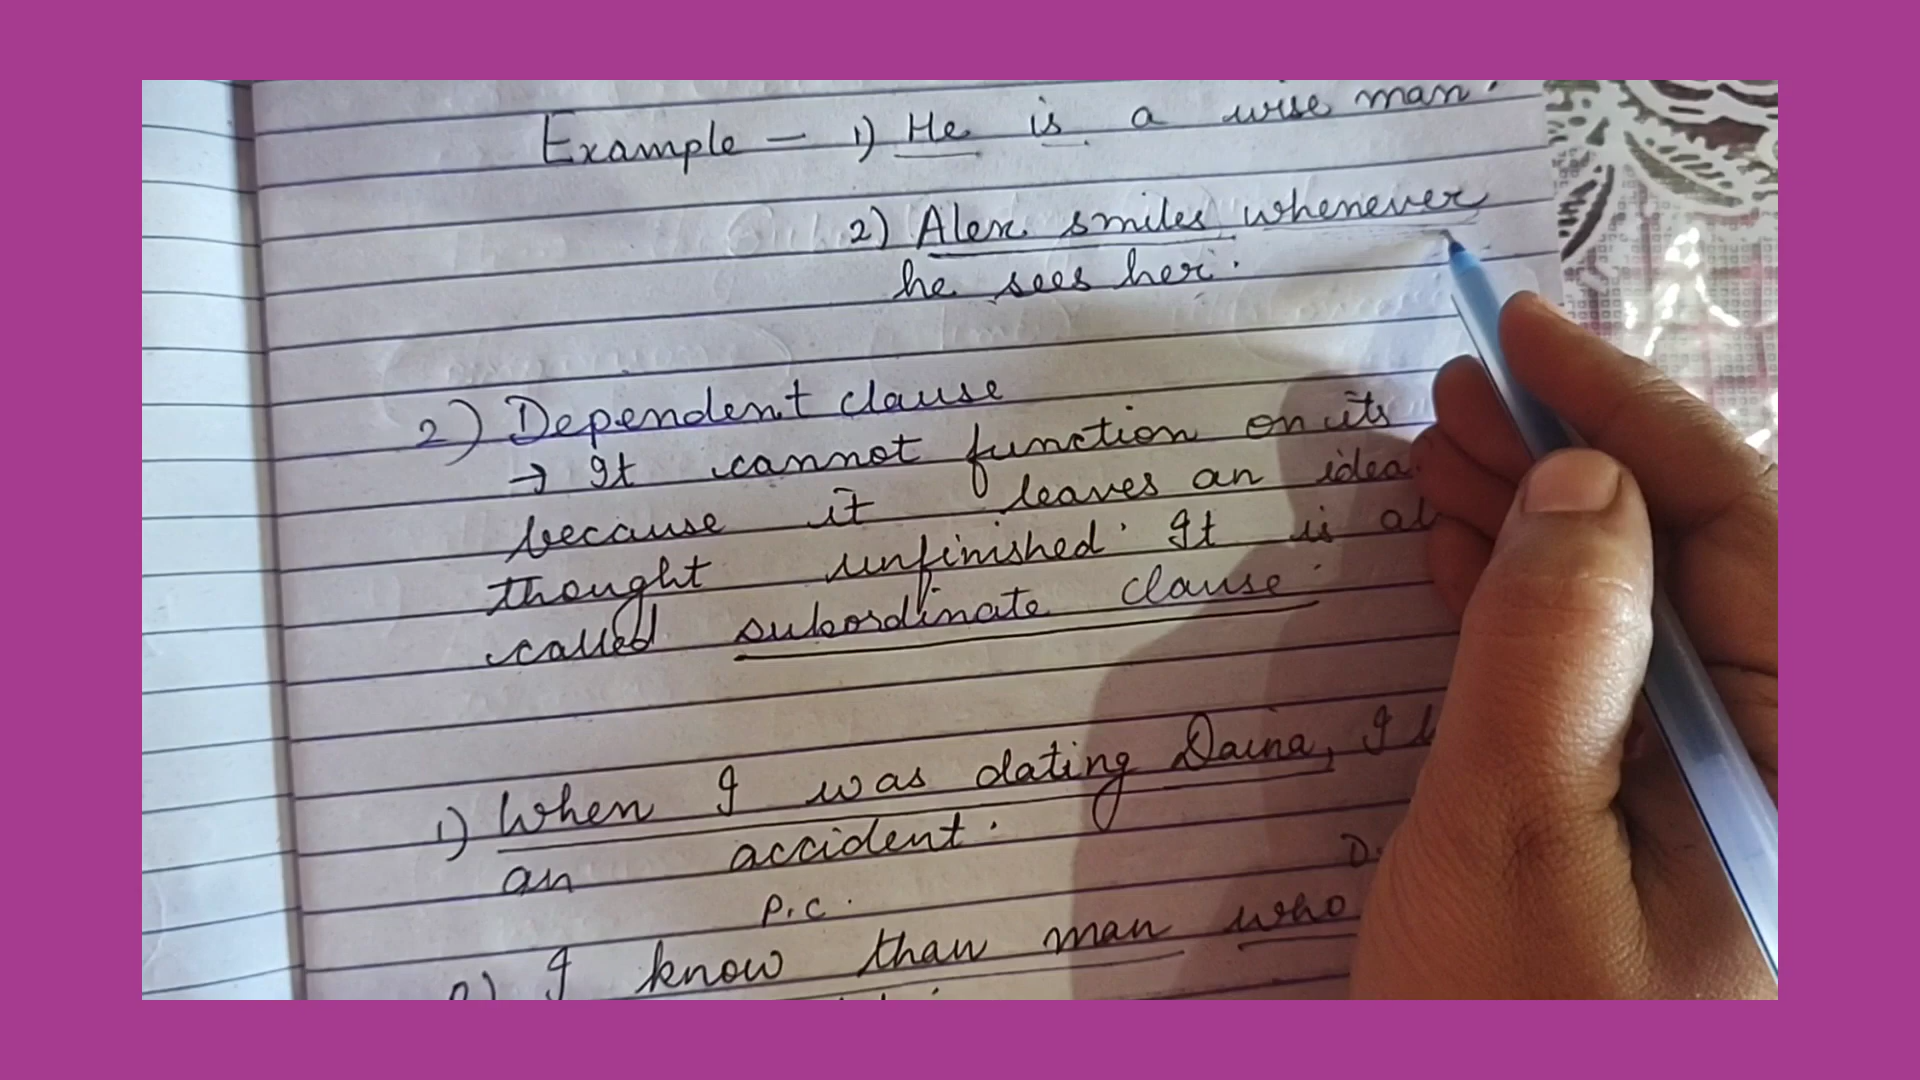 Example - 1) He is a wise man.
2) Alex smiles whenever
he sees her.
2) Dependent clause
→ It cannot function on its
because it leaves an idea
thought unfinished. It is al
called subordinate clause.
1) When I was dating Daina, I
an accident.
D.
P.C.
I know than man who